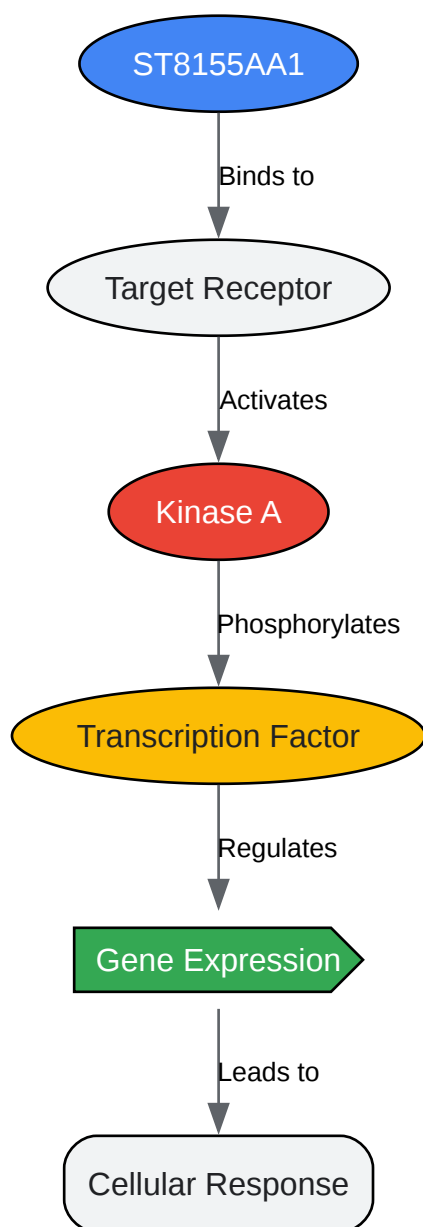 ST8155AA1
Binds to
Target Receptor
Activates
Kinase A
Phosphorylates
Transcription Factor
Regulates
Gene Expression
Leads to
Cellular Response